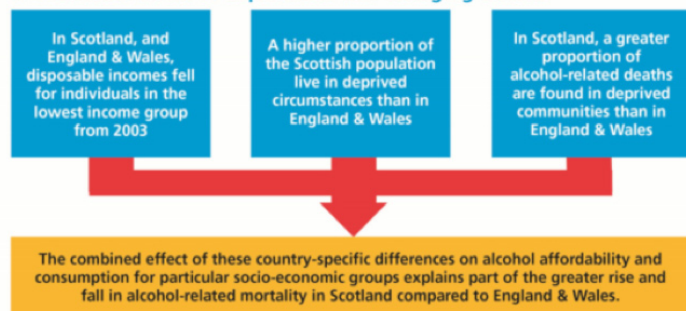 In Scotland, and
England & Wales,
disposable incomes fell
for individuals in the
lowest income group
from 2003
A higher proportion of
the Scottish population
live in deprived
circumstances than in
England & Wales
In Scotland, a greater
proportion of
alcohol-related deaths
are found in deprived
communities than in
England & Wales
The combined effect of these country-specific differences on alcohol affordability and
consumption for particular socio-economic groups explains part of the greater rise and
fall in alcohol-related mortality in Scotland compared to England & Wales.